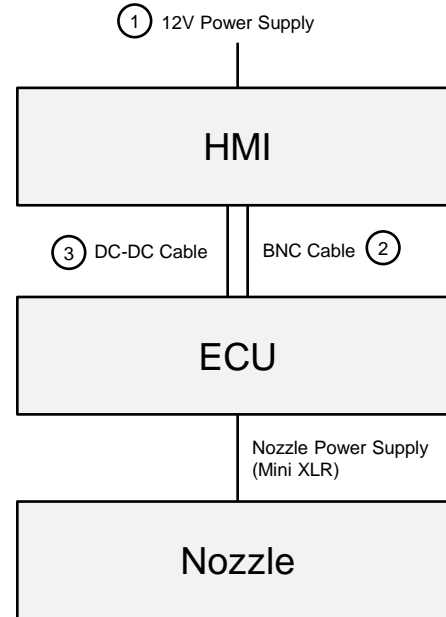 1 12V Power Supply
HMI
3 DC-DC Cable BNC Cable 2
ECU
Nozzle Power Supply
(Mini XLR)
Nozzle